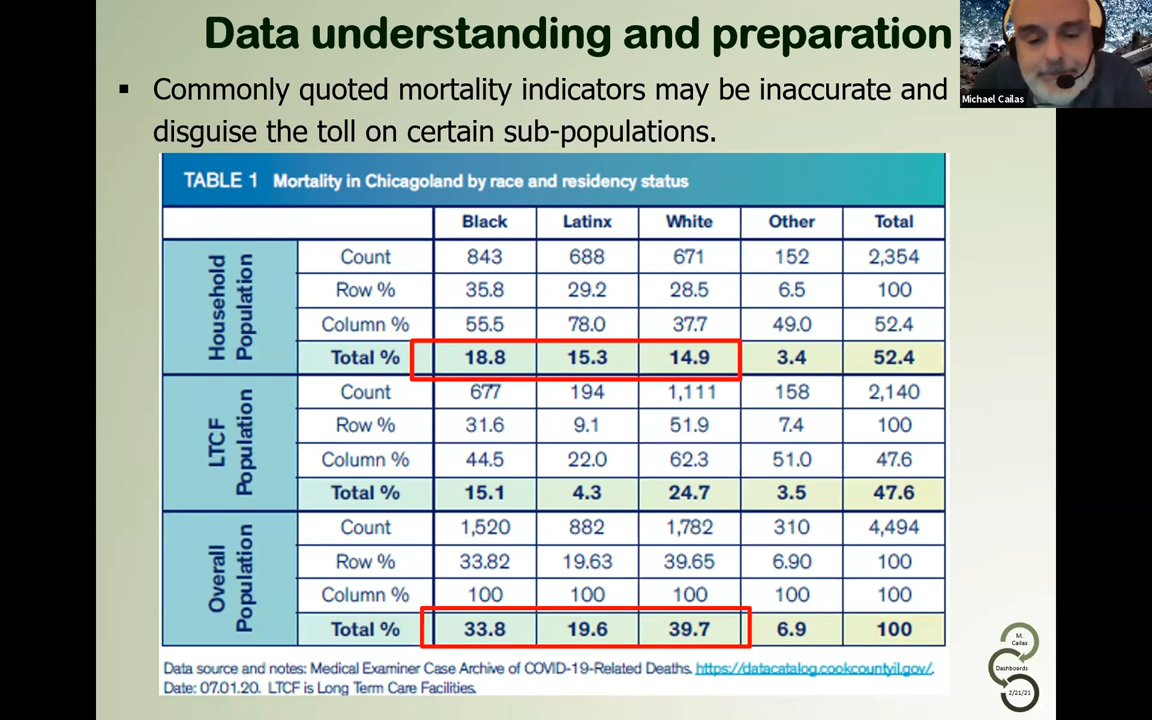 Data understanding and preparation
Michael Cailas
▪ Commonly quoted mortality indicators may be inaccurate and
disguise the toll on certain sub-populations.
TABLE 1 Mortality in Chicagoland by race and residency status
Black Latinx White Other Total
Household Population
Count 843 688 671 152 2,354
Row % 35.8 29.2 28.5 6.5 100
Column % 55.5 78.0 37.7 49.0 52.4
Total % 18.8 15.3 14.9 3.4 52.4
LTCF Population
Count 677 194 1,111 158 2,140
Row % 31.6 9.1 51.9 7.4 100
Column % 44.5 22.0 62.3 51.0 47.6
Total % 15.1 4.3 24.7 3.5 47.6
Overall Population
Count 1,520 882 1,782 310 4,494
Row % 33.82 19.63 39.65 6.90 100
Column % 100 100 100 100 100
Total % 33.8 19.6 39.7 6.9 100
Data source and notes: Medical Examiner Case Archive of COVID-19-Related Deaths. https://datacatalog.cookcountyil.gov/.
Date: 07.01.20. LTCF is Long Term Care Facilities.
M.
Cailas
Dashboards
2/21/21